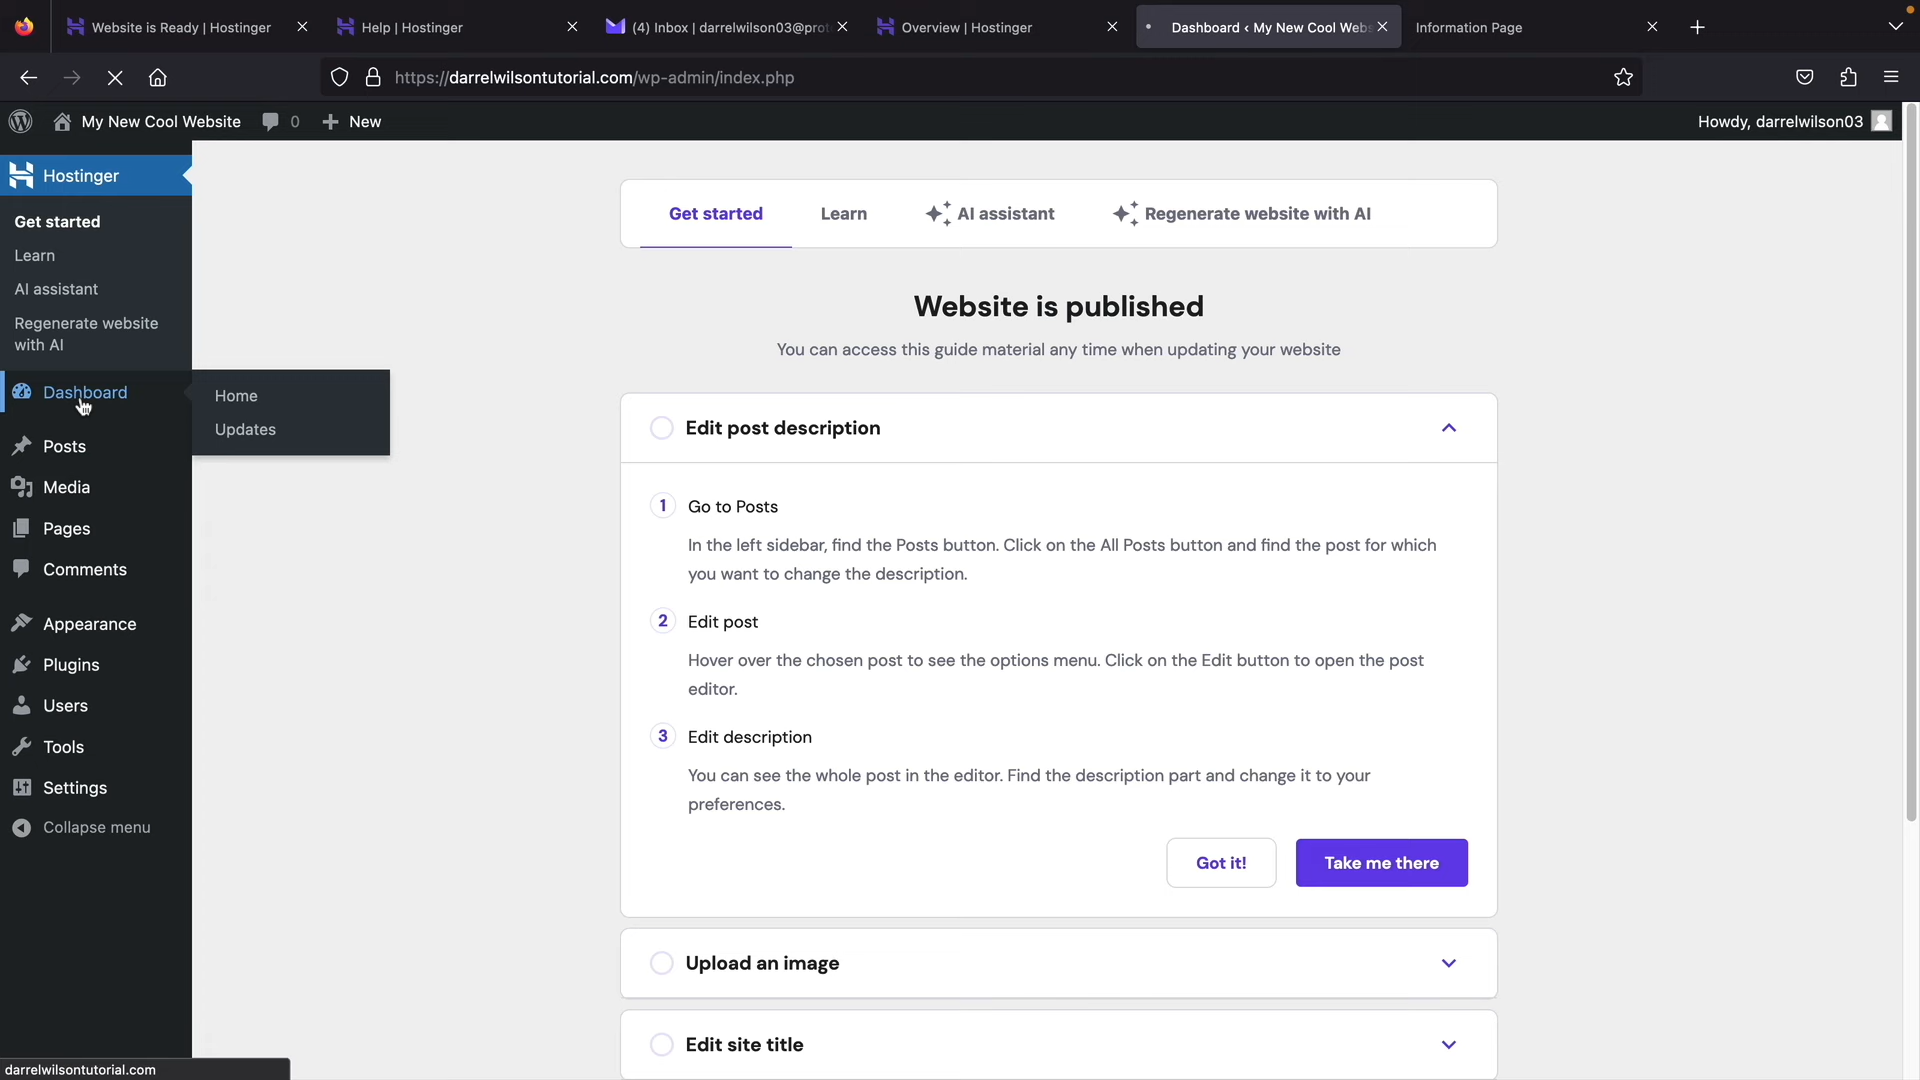 Website is Ready | Hostinger
Help | Hostinger
(4) Inbox | darrelwilson03@prot
Overview | Hostinger
Dashboard ‹ My New Cool Webs
Information Page
https://darrelwilsontutorial.com/wp-admin/index.php
My New Cool Website
0
New
Howdy, darrelwilson03
Hostinger
Get started
Learn
AI assistant
Regenerate website
with AI
Dashboard
Home
Updates
Posts
Media
Pages
Comments
Appearance
Plugins
Users
Tools
Settings
Collapse menu
Get started
Learn
AI assistant
Regenerate website with AI
Website is published
You can access this guide material any time when updating your website
Edit post description
1 Go to Posts
In the left sidebar, find the Posts button. Click on the All Posts button and find the post for which
you want to change the description.
2 Edit post
Hover over the chosen post to see the options menu. Click on the Edit button to open the post
editor.
3 Edit description
You can see the whole post in the editor. Find the description part and change it to your
preferences.
Got it!
Take me there
Upload an image
Edit site title
darrelwilsontutorial.com